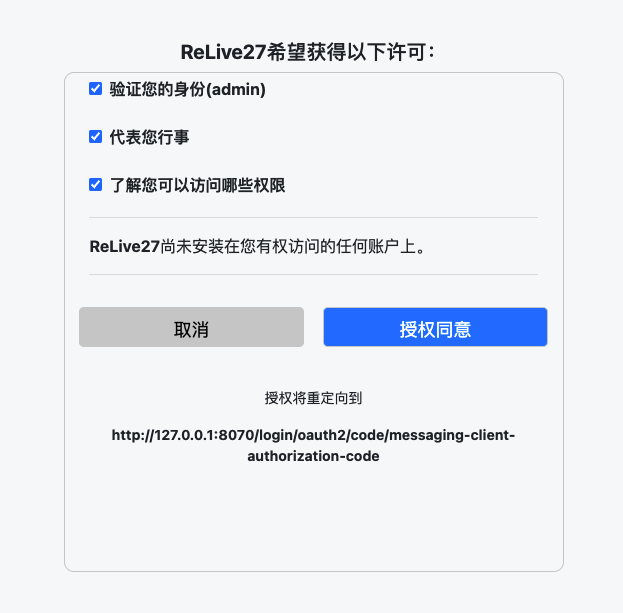 ReLive27希望获得以下许可：
验证您的身份(admin)
代表您行事
了解您可以访问哪些权限
ReLive27尚未安装在您有权访问的任何账户上。
取消
授权同意
授权将重定向到
http://127.0.0.1:8070/login/oauth2/code/messaging-client-
authorization-code